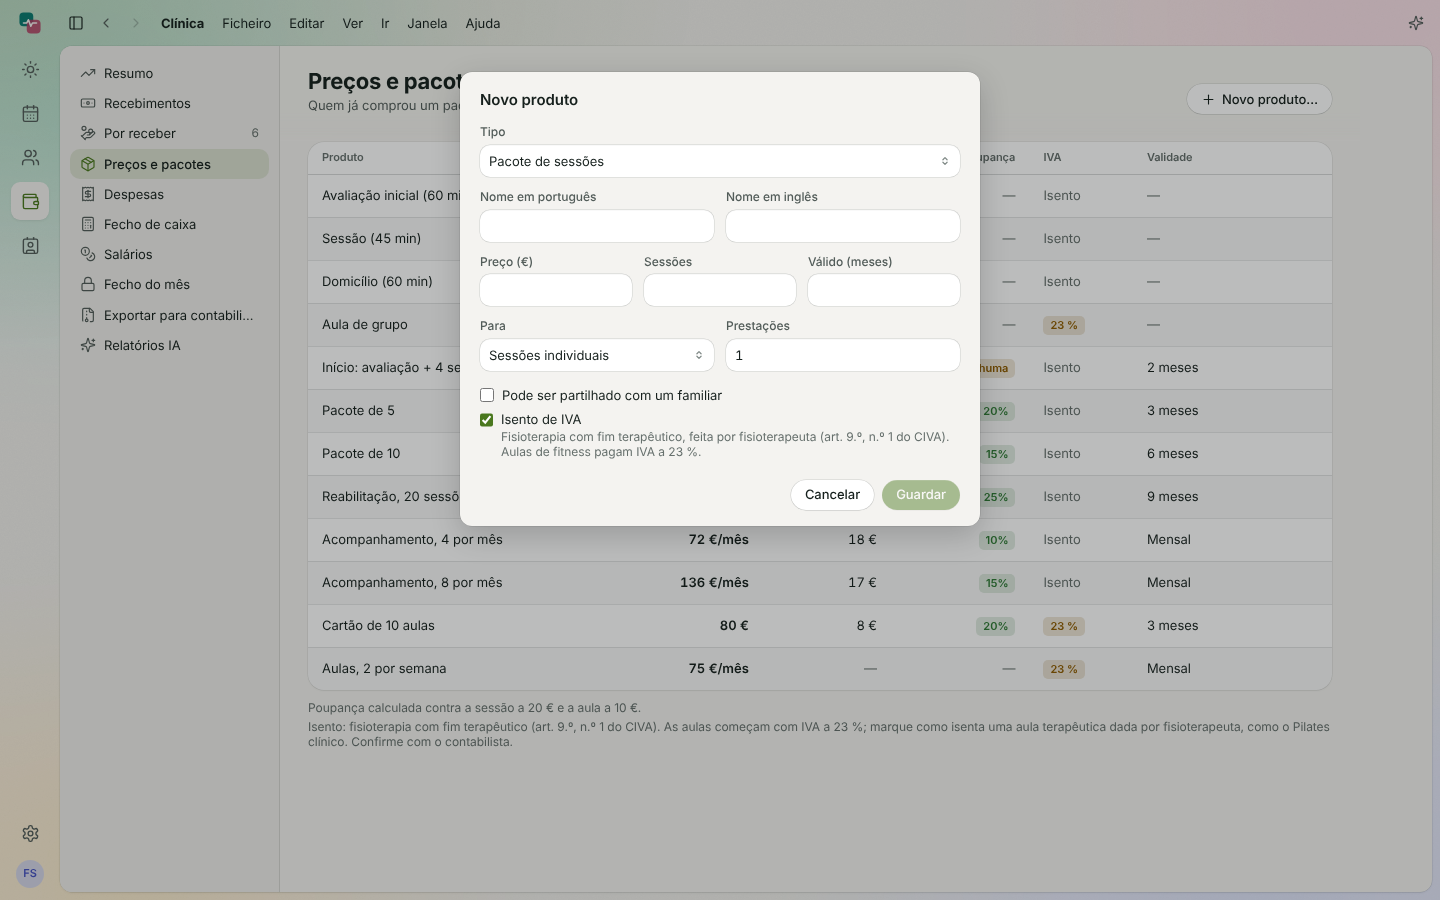 Clínica Ficheiro Editar Ver Ir Janela Ajuda
Resumo
Recebimentos
Por receber 6
Preços e pacotes
Despesas
Fecho de caixa
Salários
Fecho do mês
Exportar para contabili...
Relatórios IA
FS
Preços e pacot
Quem já comprou um pac
Novo produto...
Produto upança IVA Validade
Avaliação inicial (60 mi — Isento —
Sessão (45 min) — Isento —
Domicílio (60 min) — Isento —
Aula de grupo — 23 % —
Início: avaliação + 4 se huma Isento 2 meses
Pacote de 5 20% Isento 3 meses
Pacote de 10 15% Isento 6 meses
Reabilitação, 20 sessõ 25% Isento 9 meses
Acompanhamento, 4 por mês 72 €/mês 18 € 10% Isento Mensal
Acompanhamento, 8 por mês 136 €/mês 17 € 15% Isento Mensal
Cartão de 10 aulas 80 € 8 € 20% 23 % 3 meses
Aulas, 2 por semana 75 €/mês — — 23 % Mensal
Poupança calculada contra a sessão a 20 € e a aula a 10 €.
Isento: fisioterapia com fim terapêutico (art. 9.º, n.º 1 do CIVA). As aulas começam com IVA a 23 %; marque como isenta uma aula terapêutica dada por fisioterapeuta, como o Pilates
clínico. Confirme com o contabilista.
Novo produto
Tipo
Pacote de sessões
Nome em português Nome em inglês
Preço (€) Sessões Válido (meses)
Para Prestações
Sessões individuais 1
Pode ser partilhado com um familiar
Isento de IVA
Fisioterapia com fim terapêutico, feita por fisioterapeuta (art. 9.º, n.º 1 do CIVA).
Aulas de fitness pagam IVA a 23 %.
Cancelar Guardar